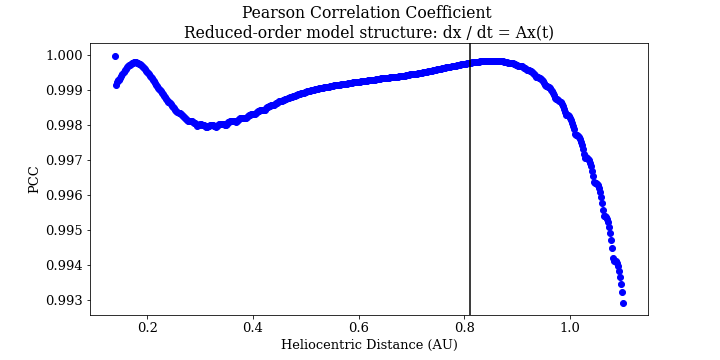 Pearson Correlation Coefficient
Reduced-order model structure: dx / dt = Ax(t)
1.000
0.999
0.998
0.997
0.996
0.995
0.994
0.993
PCC
0.2 0.4 0.6 0.8 1.0
Heliocentric Distance (AU)